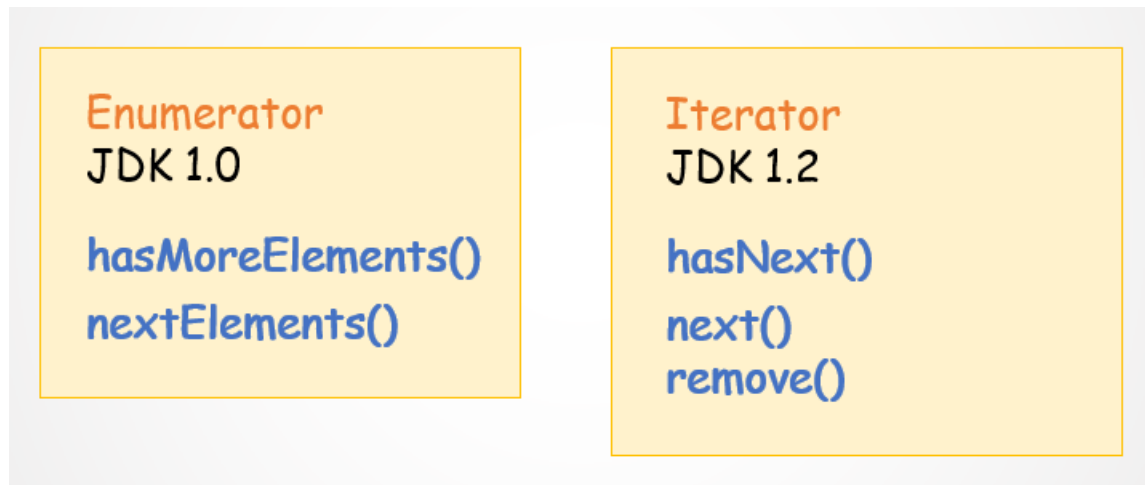 Enumerator
JDK 1.0
hasMoreElements()
nextElements()
Iterator
JDK 1.2
hasNext()
next()
remove()